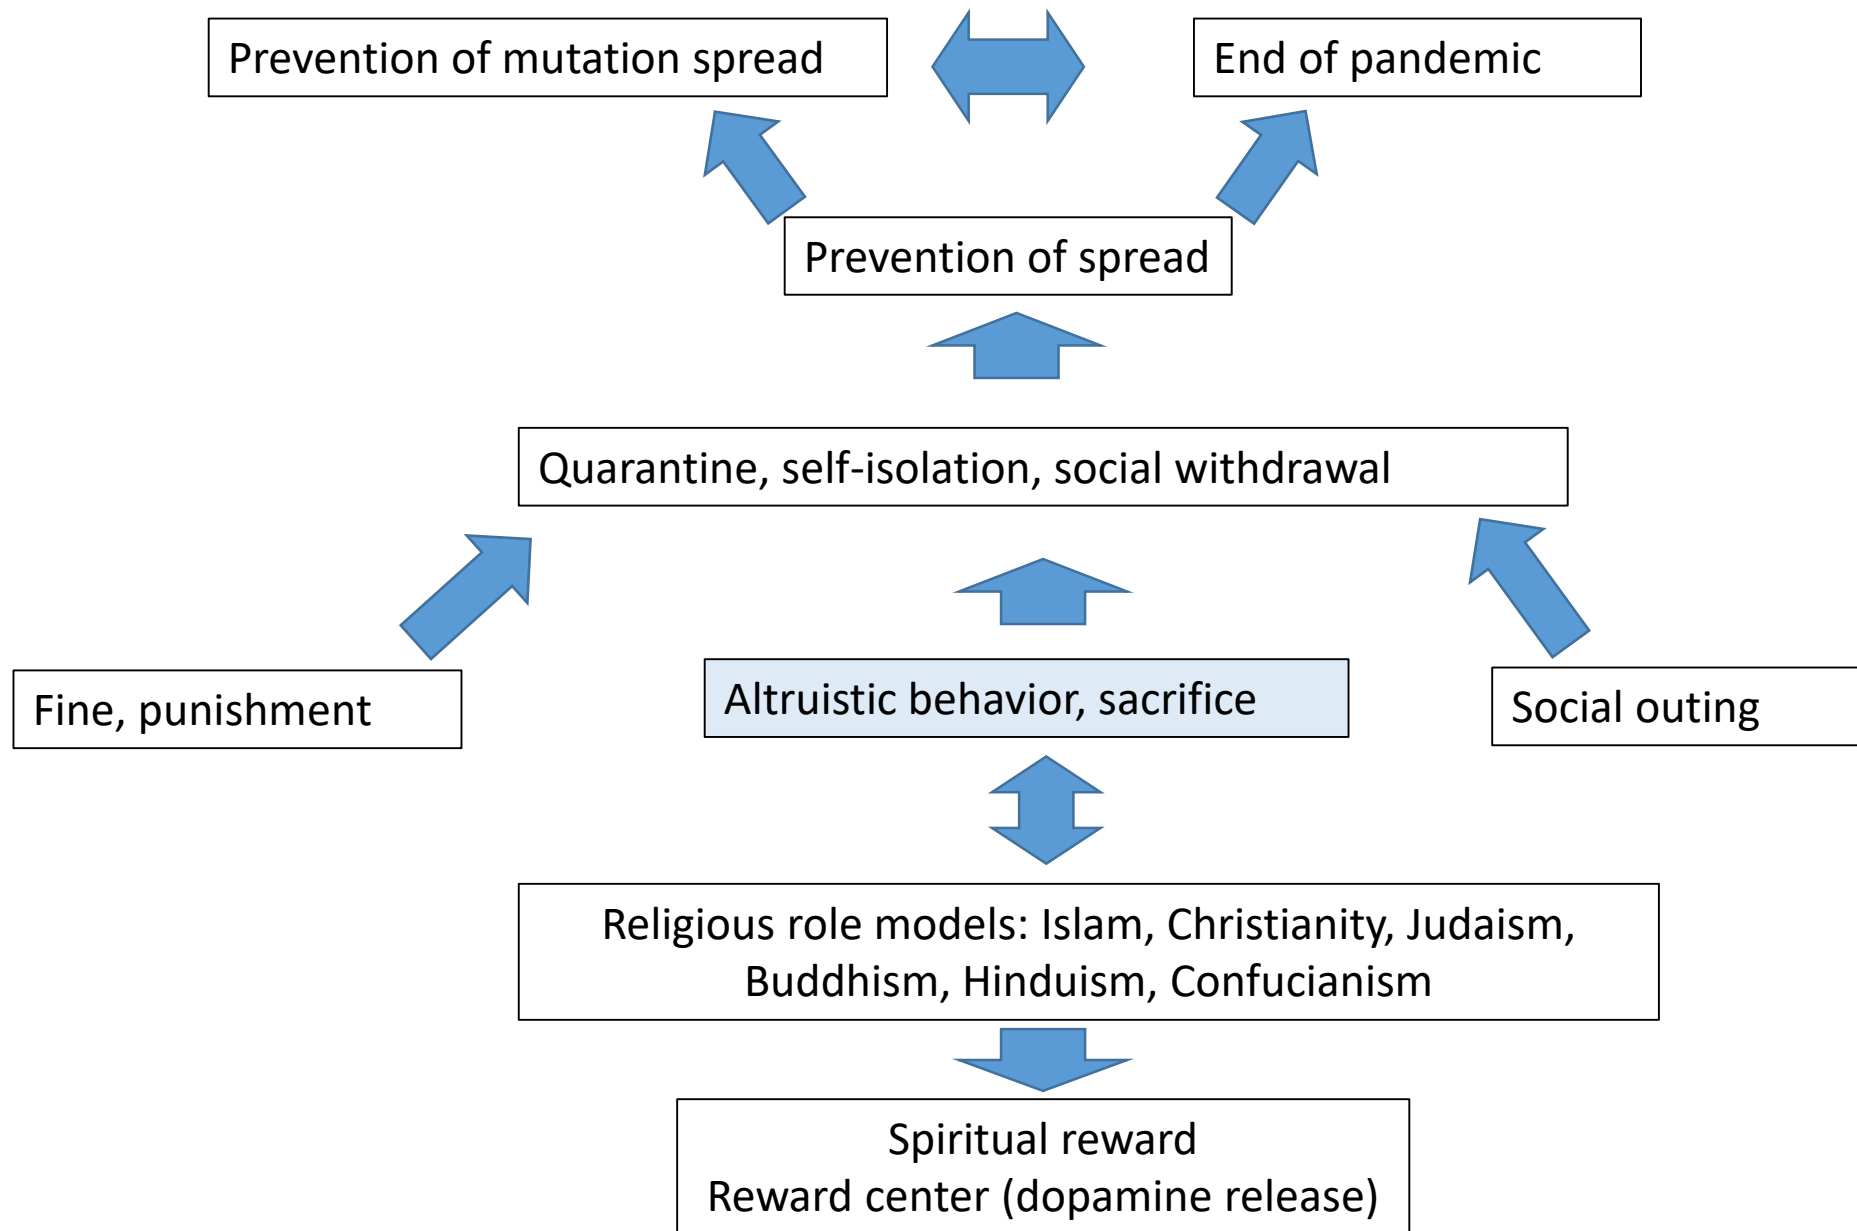 Prevention of mutation spread
End of pandemic
Prevention of spread
Quarantine, self-isolation, social withdrawal
Fine, punishment
Altruistic behavior, sacrifice
Social outing
Religious role models: Islam, Christianity, Judaism,
Buddhism, Hinduism, Confucianism
Spiritual reward
Reward center (dopamine release)